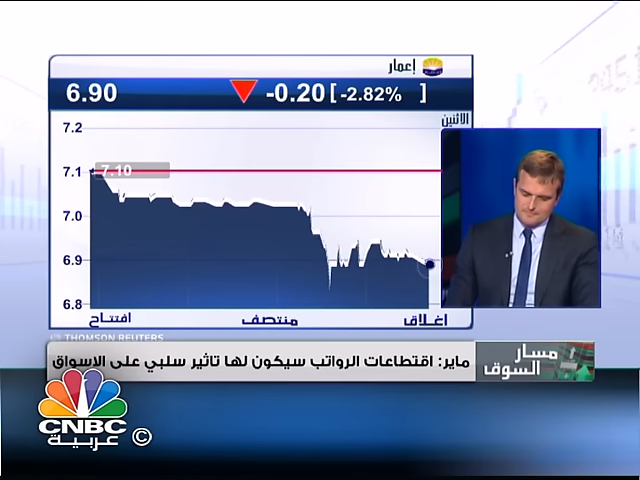 إعمار
6.90 -0.20 [ -2.82% ]
الاثنين
7.2
7.1
7.10
7.0
6.9
6.8
افتتاح منتصف اغلاق
THOMSON REUTERS
ماير: اقتطاعات الرواتب سيكون لها تاثير سلبي على الاسواق
مسار
السوق
CNBC
عربية ©